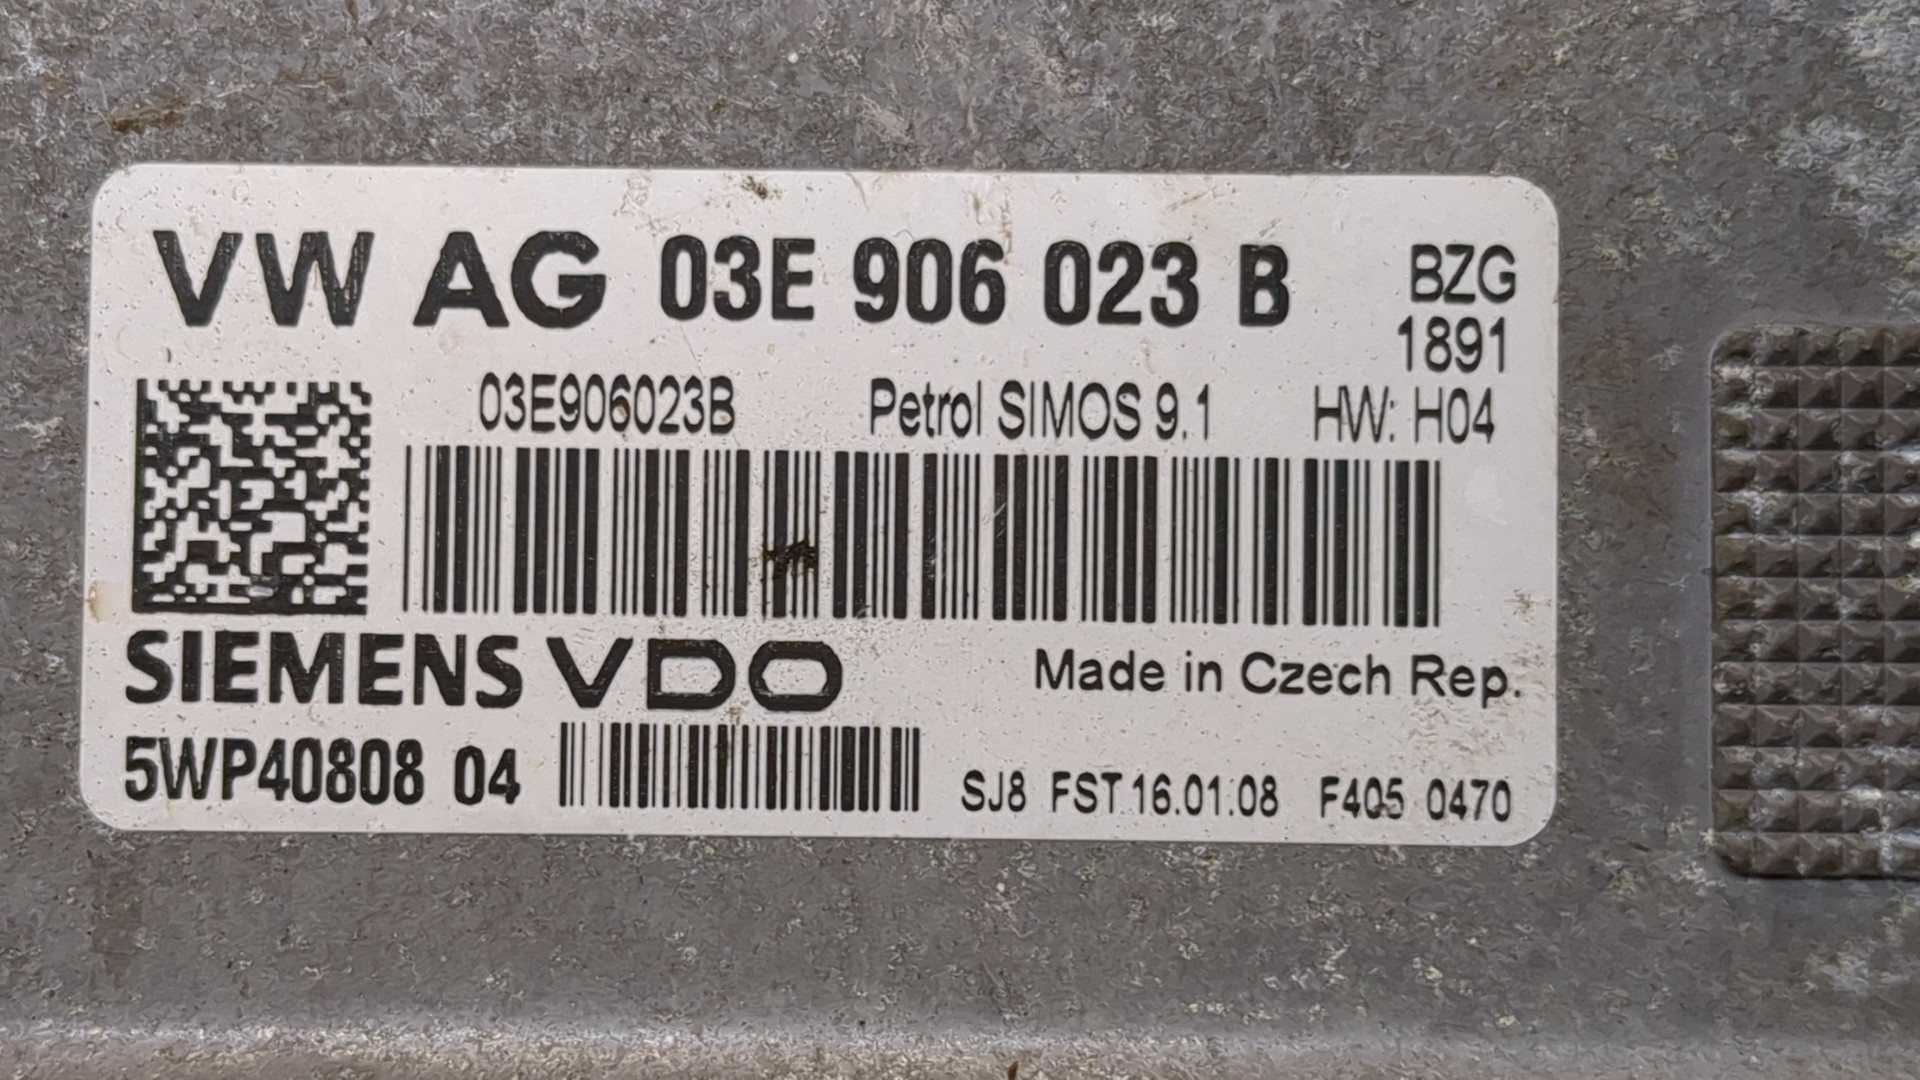 VW AG 03E 906 023 B
BZG
1891
03E906023B Petrol SIMOS 9.1 HW: H04
SIEMENS VDO Made in Czech Rep.
5WP40808 04 SJ8 FST 16.01.08 F405 0470